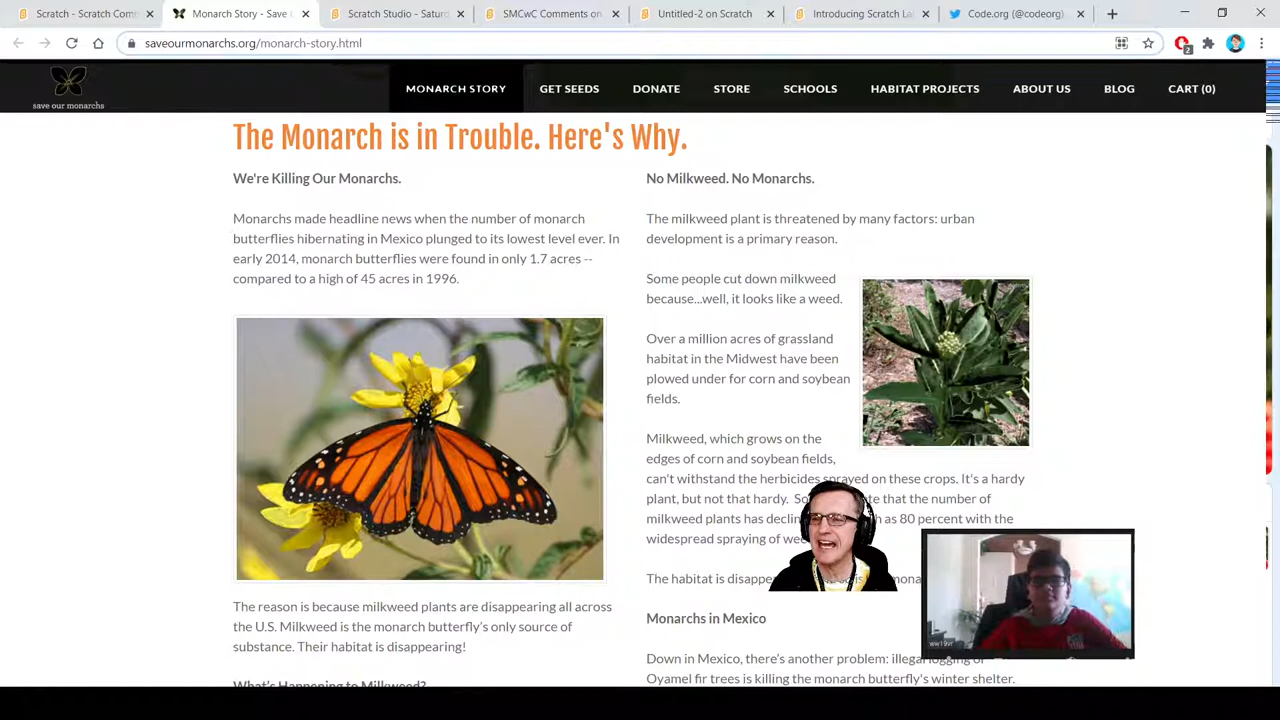 Scratch - Scratch Com
Monarch Story - Save O
Scratch Studio - Saturd
SMCwC Comments on
Untitled-2 on Scratch
Introducing Scratch La
Code.org (@codeorg)
saveourmonarchs.org/monarch-story.html
2
save our monarchs
MONARCH STORY
GET SEEDS
DONATE
STORE
SCHOOLS
HABITAT PROJECTS
ABOUT US
BLOG
CART (0)
The Monarch is in Trouble. Here's Why.
We're Killing Our Monarchs.
Monarchs made headline news when the number of monarch
butterflies hibernating in Mexico plunged to its lowest level ever. In
early 2014, monarch butterflies were found in only 1.7 acres --
compared to a high of 45 acres in 1996.
The reason is because milkweed plants are disappearing all across
the U.S. Milkweed is the monarch butterfly's only source of
substance. Their habitat is disappearing!
What's Happening to Milkweed?
No Milkweed. No Monarchs.
The milkweed plant is threatened by many factors: urban
development is a primary reason.
Some people cut down milkweed
because...well, it looks like a weed.
Over a million acres of grassland
habitat in the Midwest have been
plowed under for corn and soybean
fields.
Milkweed, which grows on the
edges of corn and soybean fields,
can't withstand the herbicides sprayed on these crops. It's a hardy
plant, but not that hardy. that the number of
milkweed plants has as 80 percent with the
widespread spraying of
The habitat is
Monarchs in Mexico
Down in Mexico, there's another problem: illegal logging of
Oyamel fir trees is killing the monarch butterfly's winter shelter.